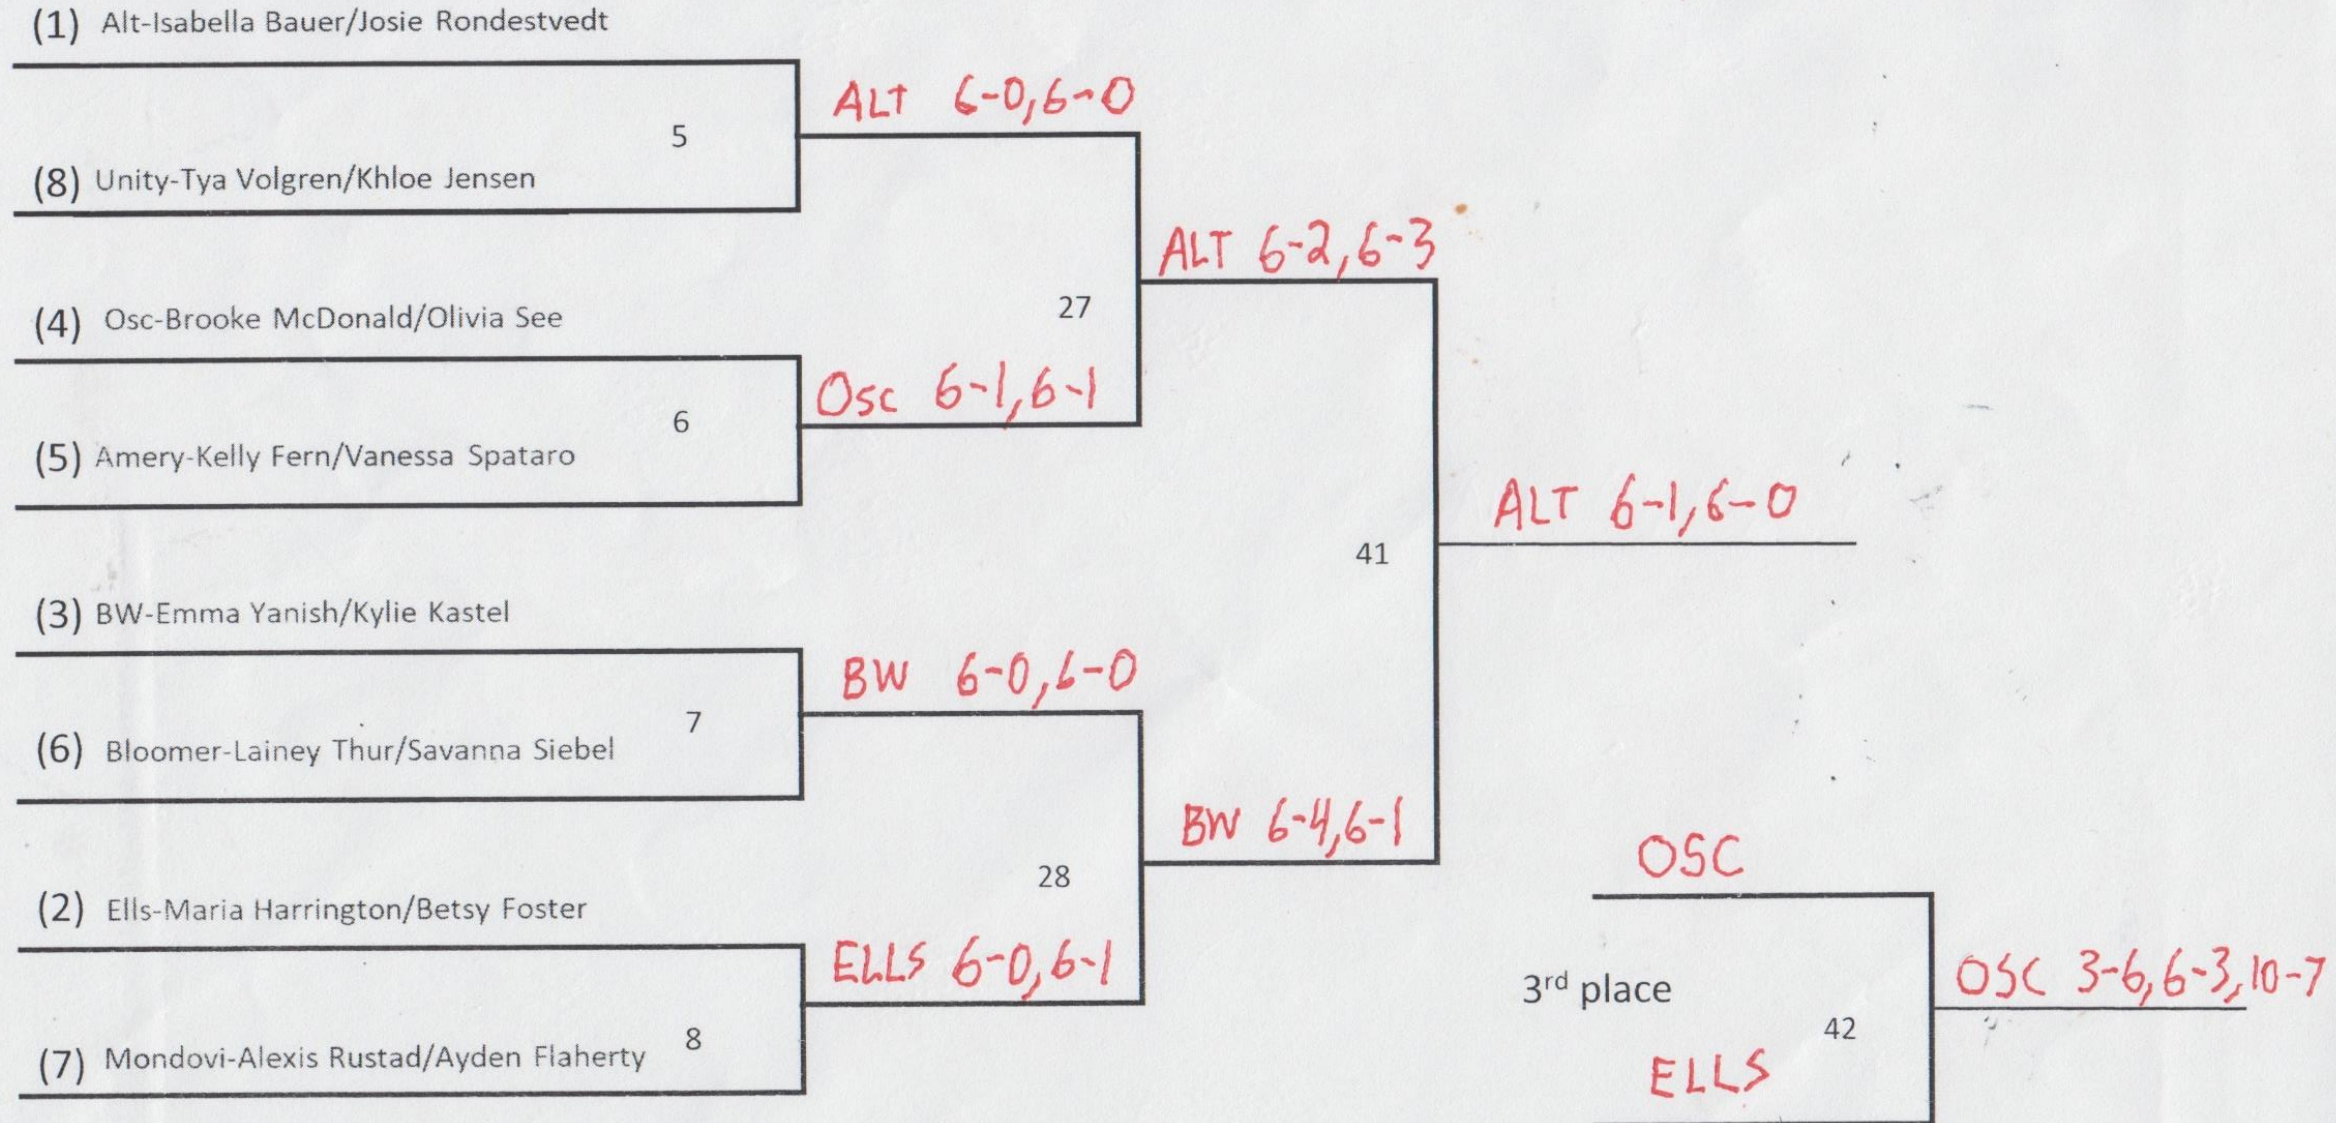 (1) Alt-Isabella Bauer/Josie Rondestvedt
ALT 6-0, 6-0
5
(8) Unity-Tya Volgren/Khloe Jensen
ALT 6-2, 6-3
27
(4) Osc-Brooke McDonald/Olivia See
Osc 6-1, 6-1
6
(5) Amery-Kelly Fern/Vanessa Spataro
ALT 6-1, 6-0
41
(3) BW-Emma Yanish/Kylie Kastel
BW 6-0, 6-0
7
(6) Bloomer-Lainey Thur/Savanna Siebel
BW 6-4, 6-1
28
(2) Ells-Maria Harrington/Betsy Foster
ELLS 6-0, 6-1
8
(7) Mondovi-Alexis Rustad/Ayden Flaherty
OSC
3rd place
OSC 3-6, 6-3, 10-7
42
ELLS